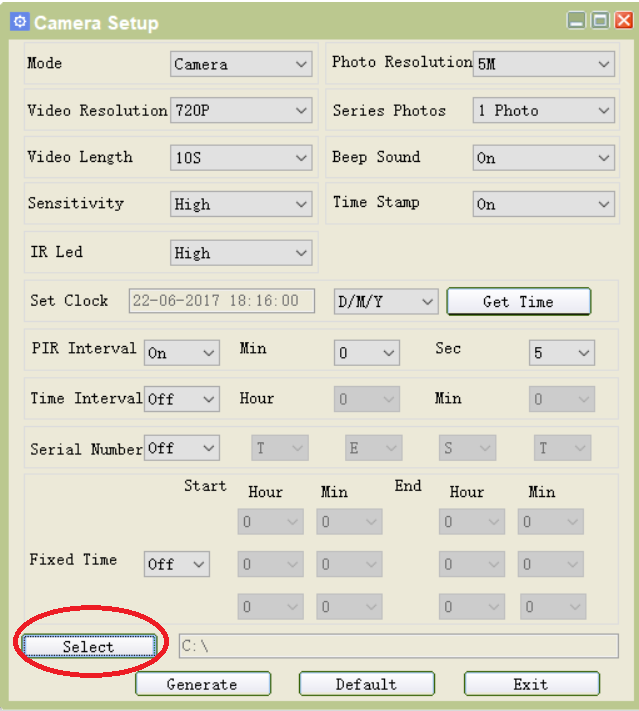 Camera Setup
Mode Camera Photo Resolution 5M
Video Resolution 720P Series Photos 1 Photo
Video Length 10S Beep Sound On
Sensitivity High Time Stamp On
IR Led High
Set Clock 22-06-2017 18:16:00 D/M/Y Get Time
PIR Interval On Min 0 Sec 5
Time Interval Off Hour 0 Min 0
Serial Number Off T E S T
Start Hour Min End Hour Min
0 0 0 0
Fixed Time Off 0 0 0 0
0 0 0 0
Select C:\
Generate Default Exit